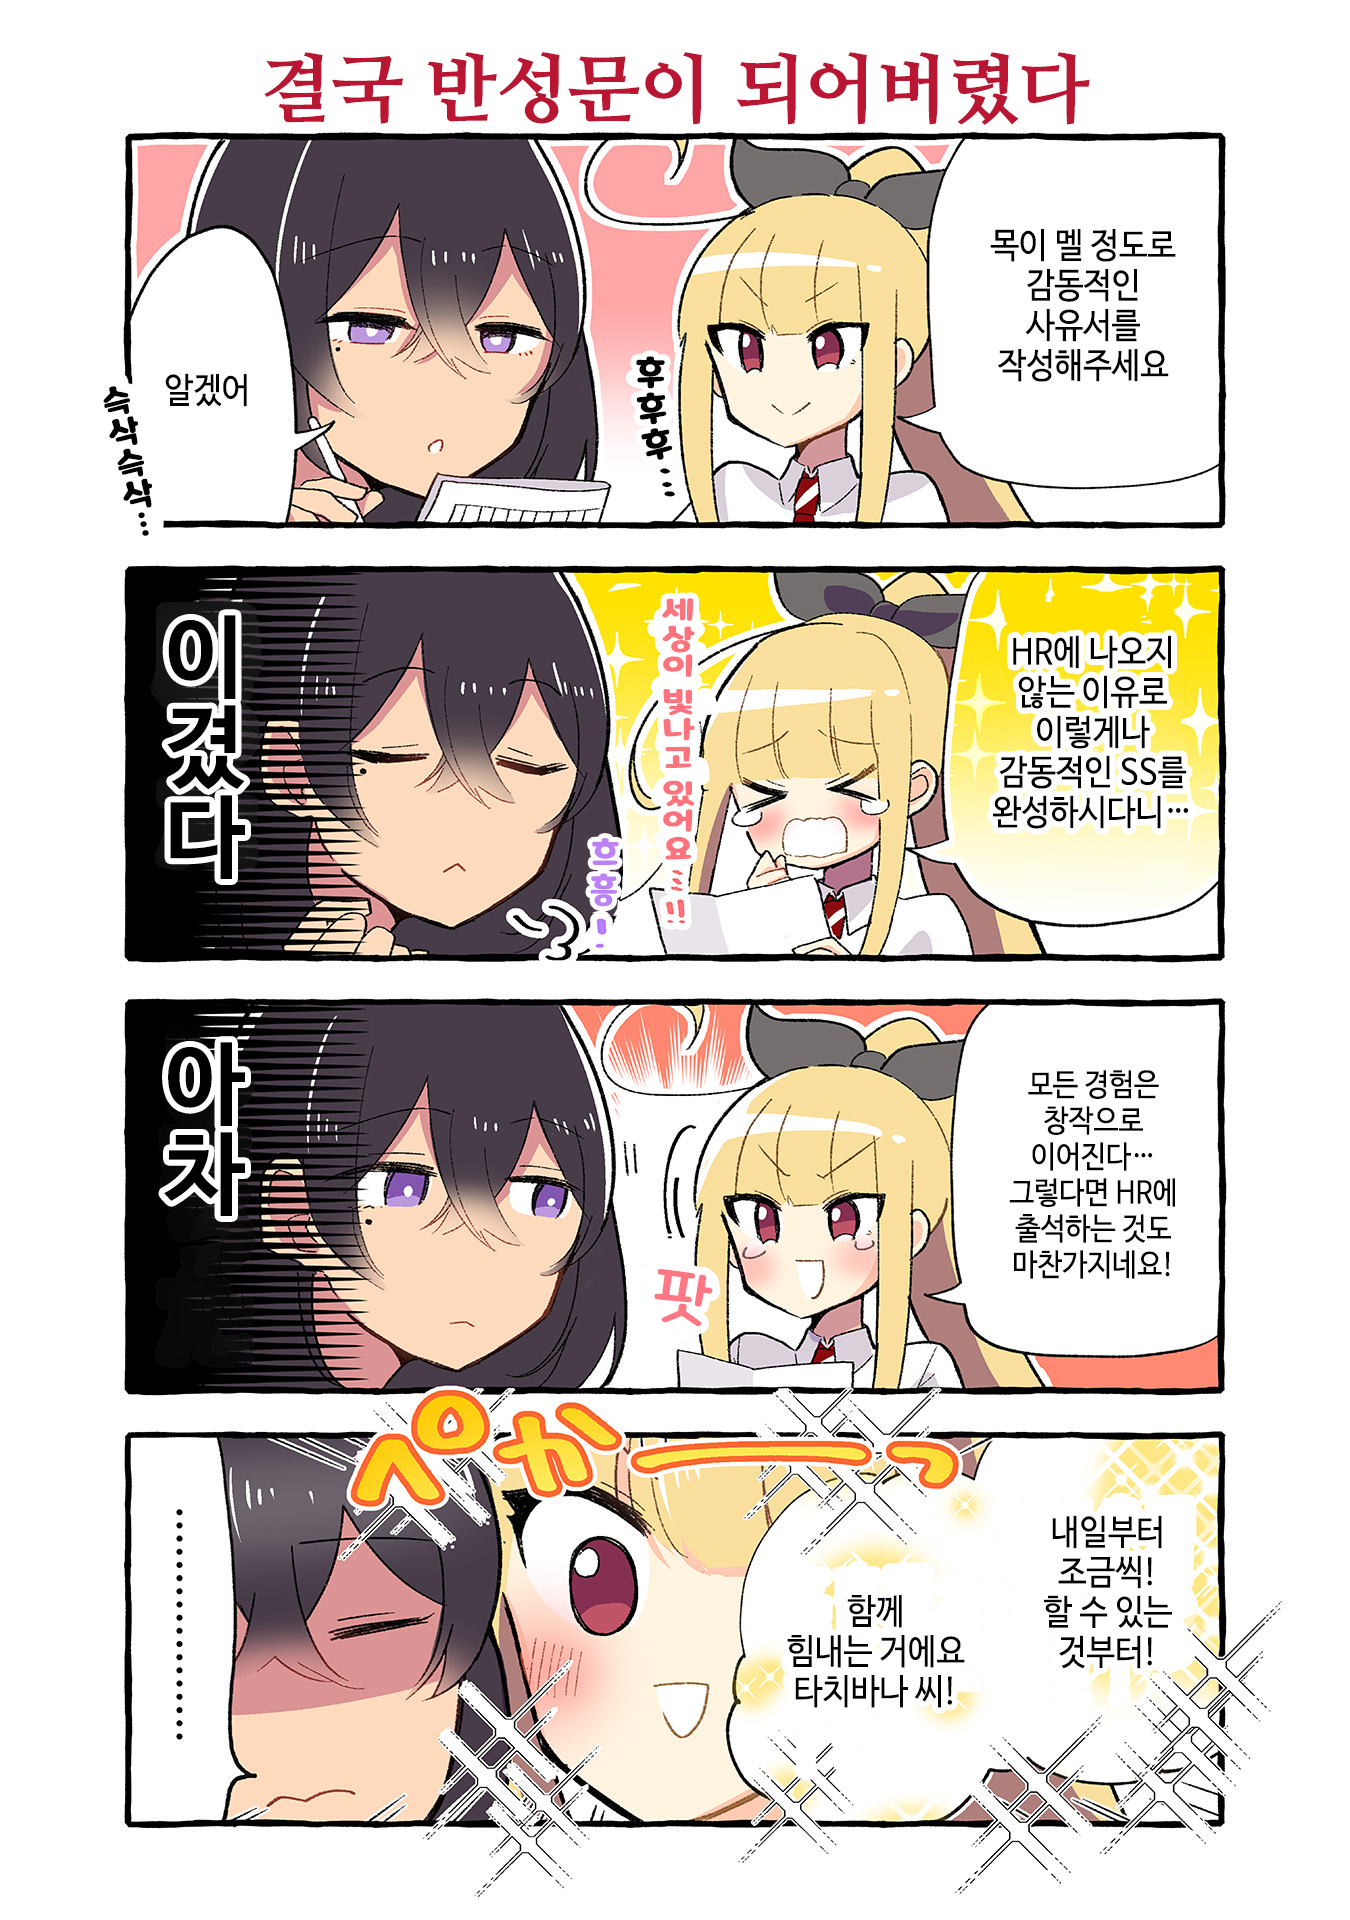 결국 반성문이 되어버렸다
목이 멜 정도로
감동적인
사유서를
작성해주세요
후후후…
알겠어
슥삭슥삭…
HR에 나오지
않는 이유로
이렇게나
감동적인 SS를
완성하시다니…
세상이 빛나고 있어요…!!
흐흥!
이겼다
모든 경험은
창작으로
이어진다…
그렇다면 HR에
출석하는 것도
마찬가지네요!
팟
아차
ぺかーっ
내일부터
조금씩!
할 수 있는
것부터!
함께
힘내는 거에요
타치바나 씨!
………………